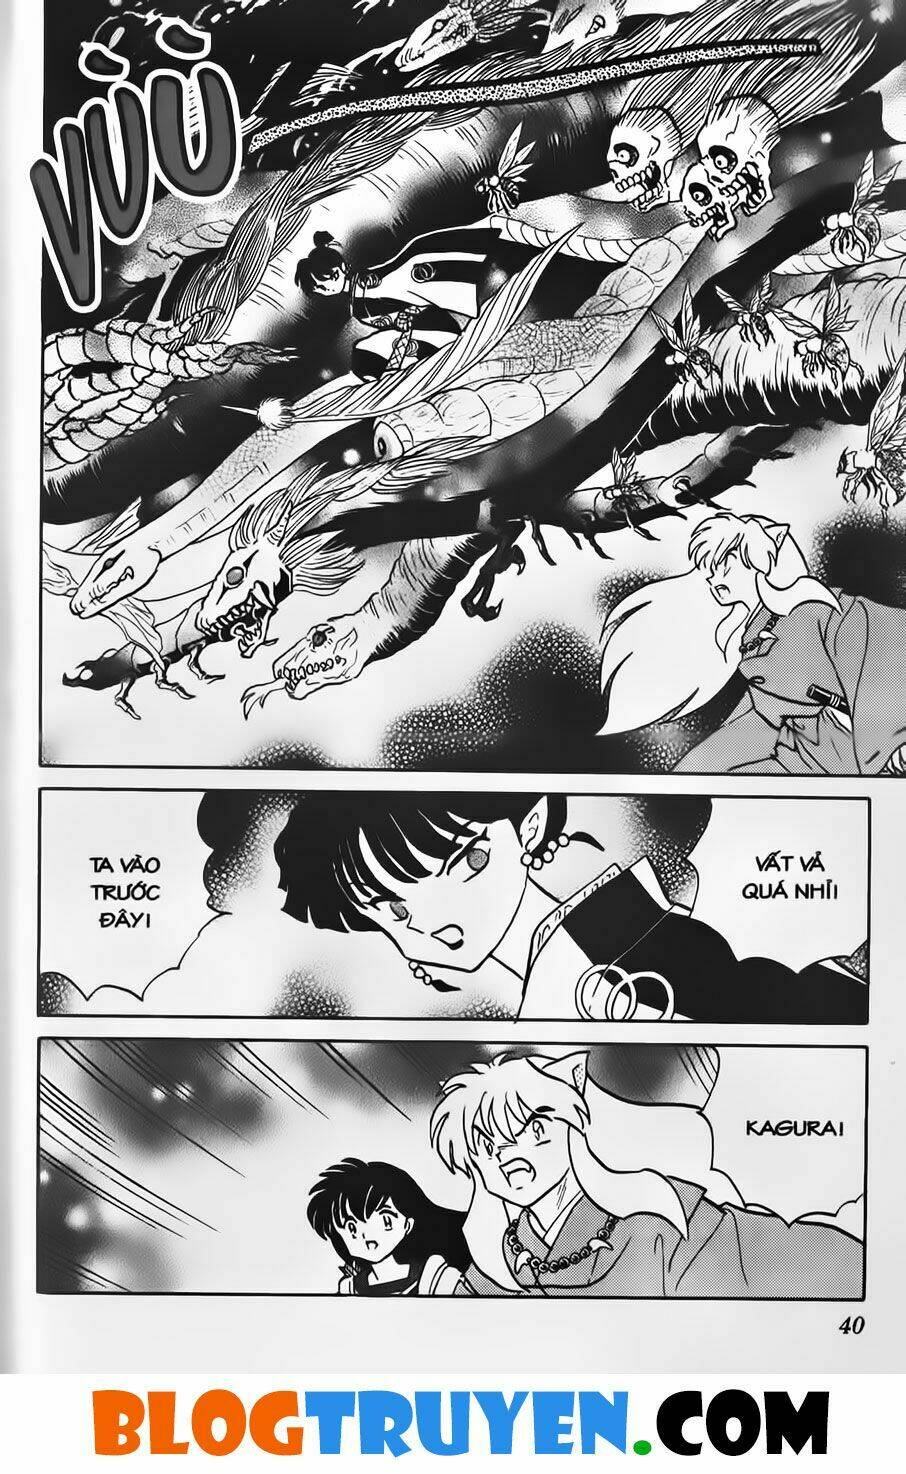 VÙÙ
VẤT VẢ
QUÁ NHỈ!
TA VÀO
TRƯỚC
ĐÂY!
KAGURA!
40
BLOGTRUYEN.COM